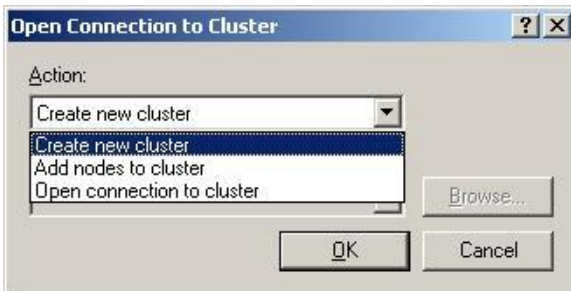 Open Connection to Cluster
Action:
Create new cluster
Create new cluster
Add nodes to cluster
Open connection to cluster
Browse...
OK
Cancel